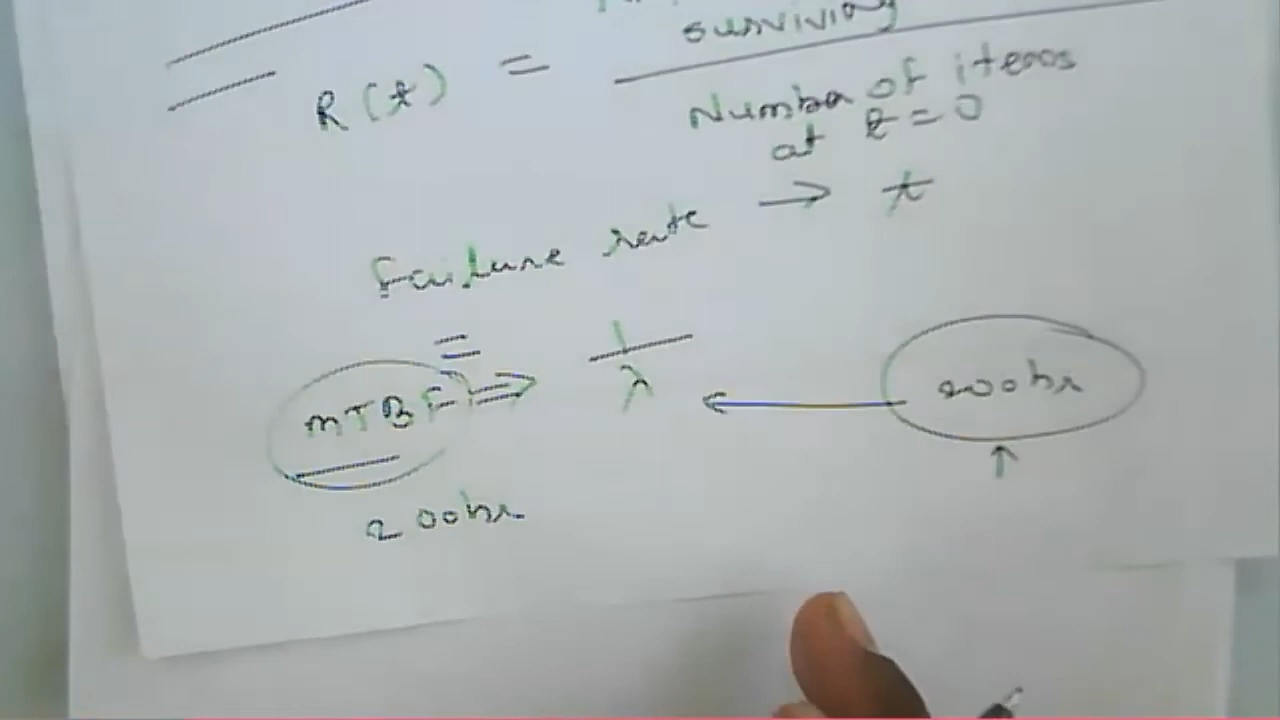 surviving
R(t) =
Number of items
at t=0
Failure rate → t
=
MTBF ⇒ 1/λ ← 200hr
↑
200hr